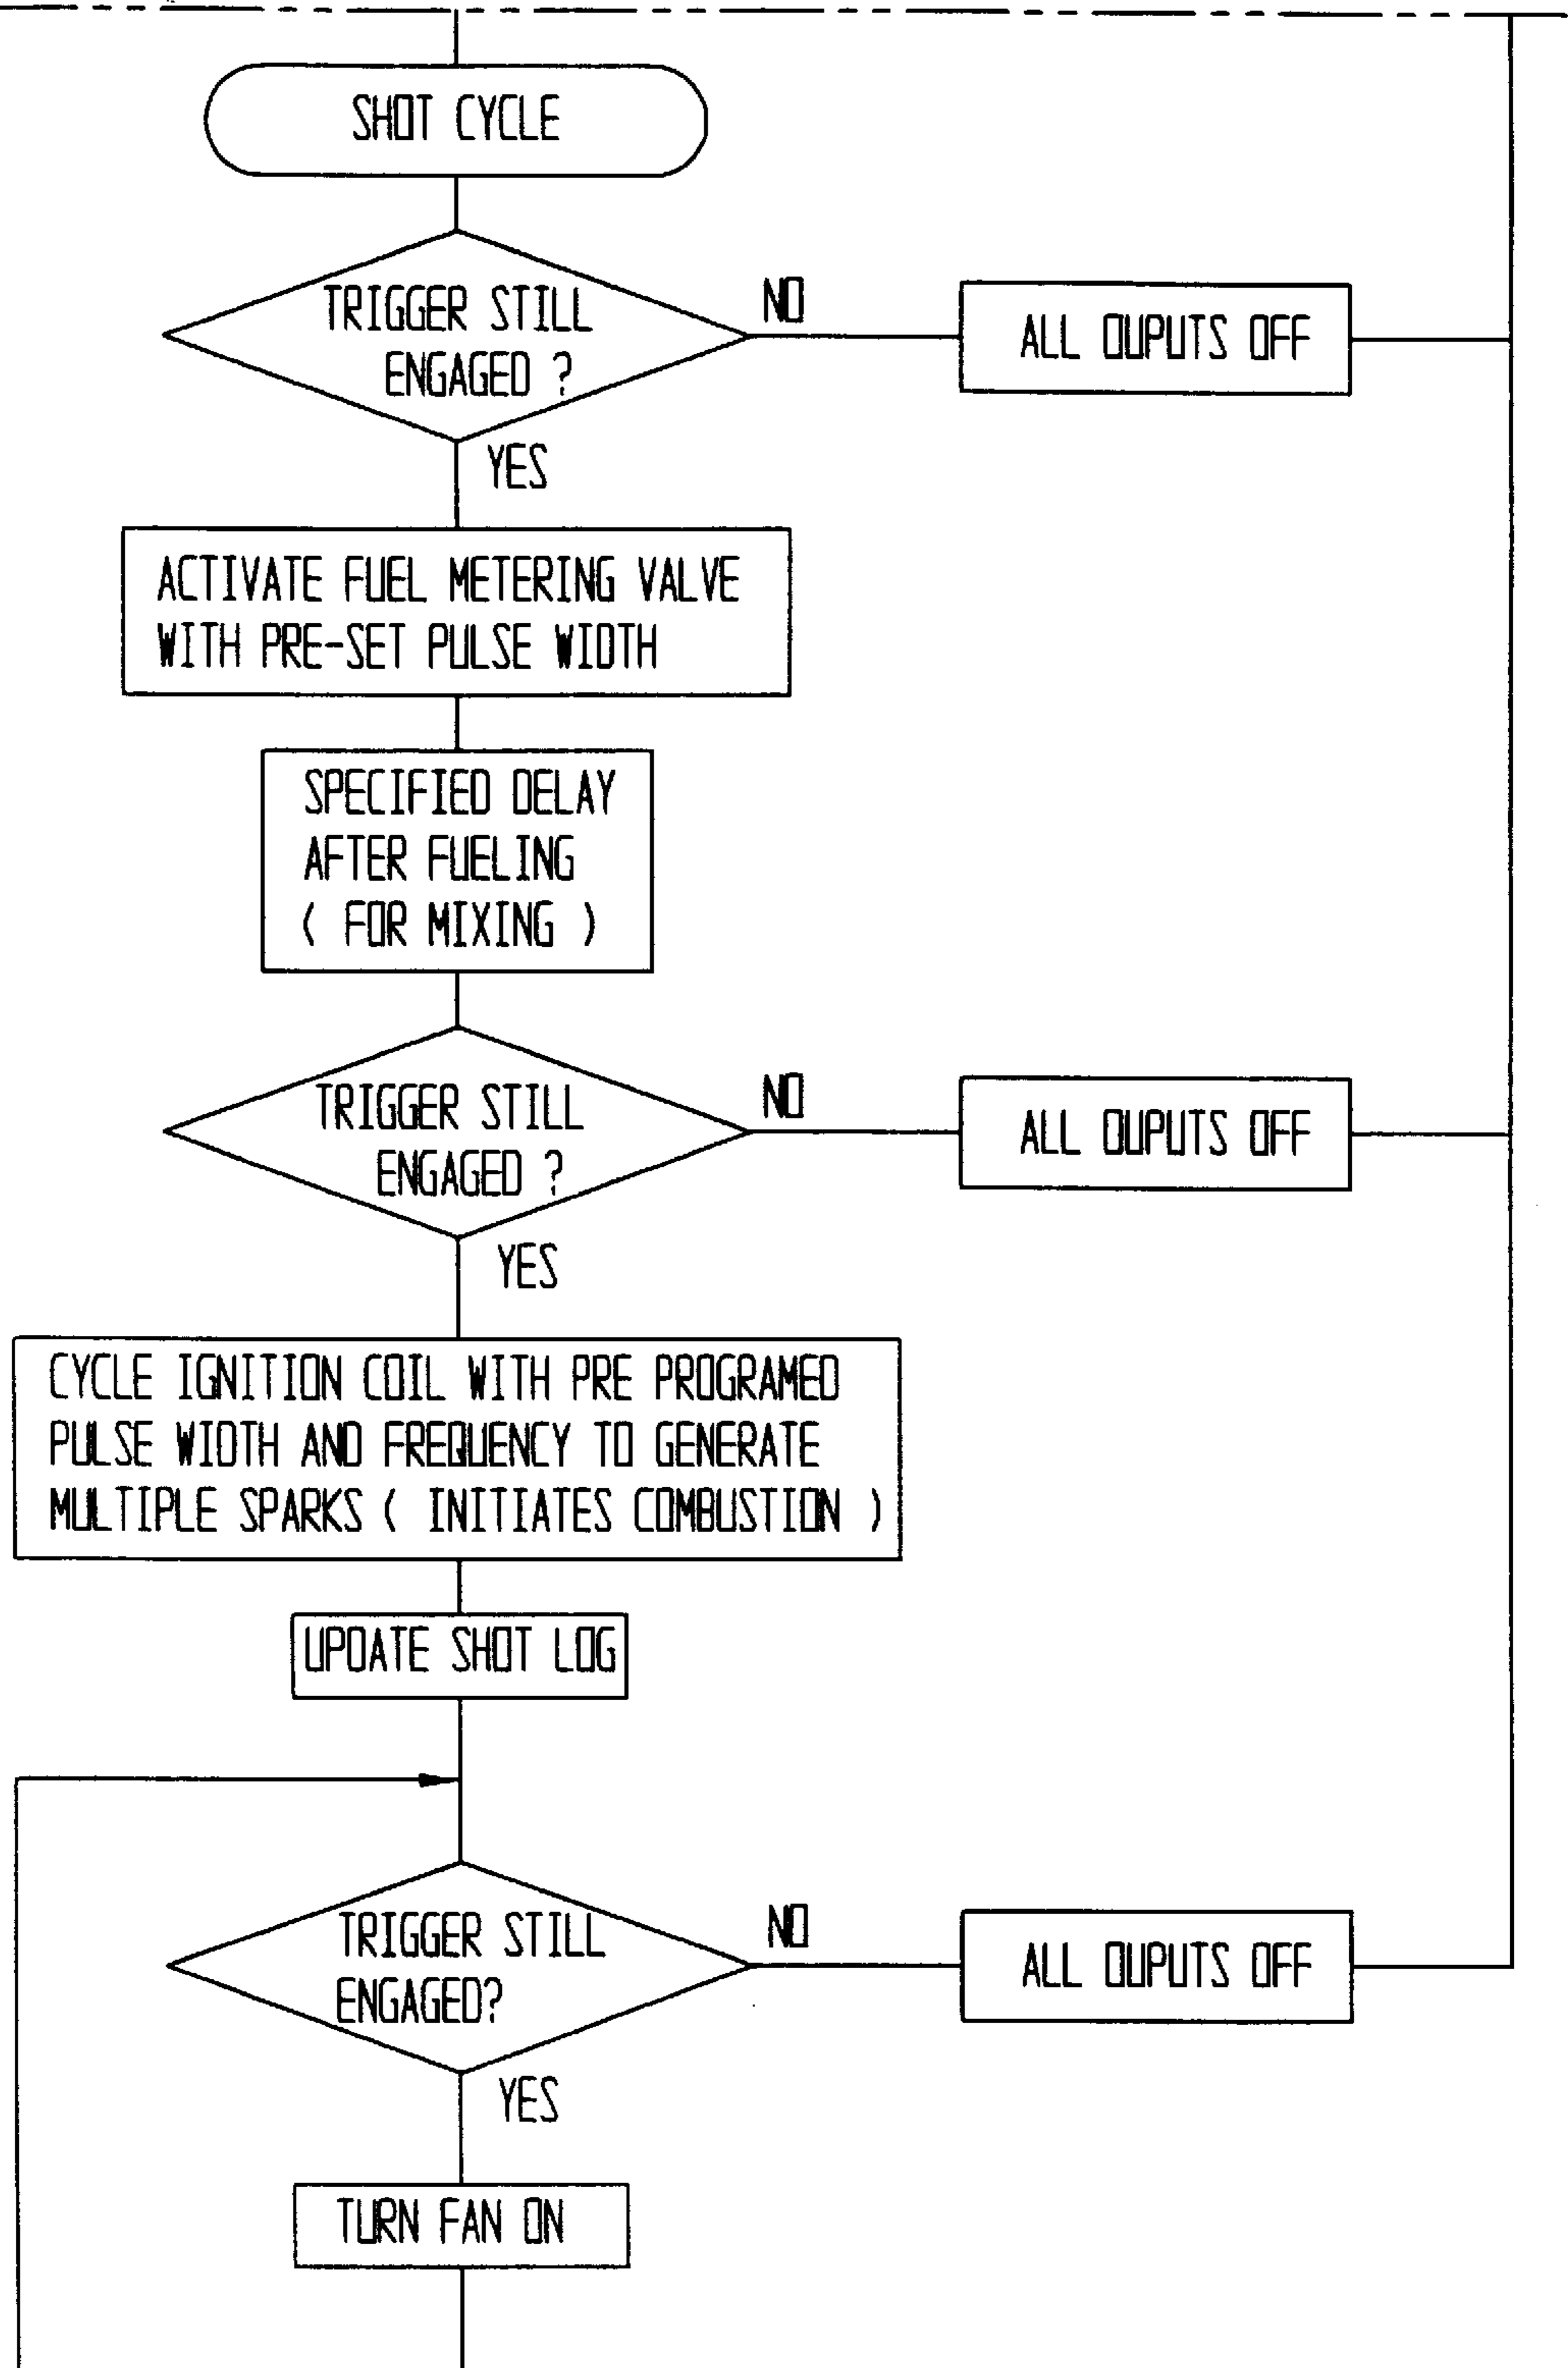 SHOT CYCLE
TRIGGER STILL
ENGAGED ?
NO
ALL OUPUTS OFF
YES
ACTIVATE FUEL METERING VALVE
WITH PRE-SET PULSE WIDTH
SPECIFIED DELAY
AFTER FUELING
( FOR MIXING )
TRIGGER STILL
ENGAGED ?
NO
ALL OUPUTS OFF
YES
CYCLE IGNITION COIL WITH PRE PROGRAMED
PULSE WIDTH AND FREQUENCY TO GENERATE
MULTIPLE SPARKS ( INITIATES COMBUSTION )
UPDATE SHOT LOG
TRIGGER STILL
ENGAGED?
NO
ALL OUPUTS OFF
YES
TURN FAN ON